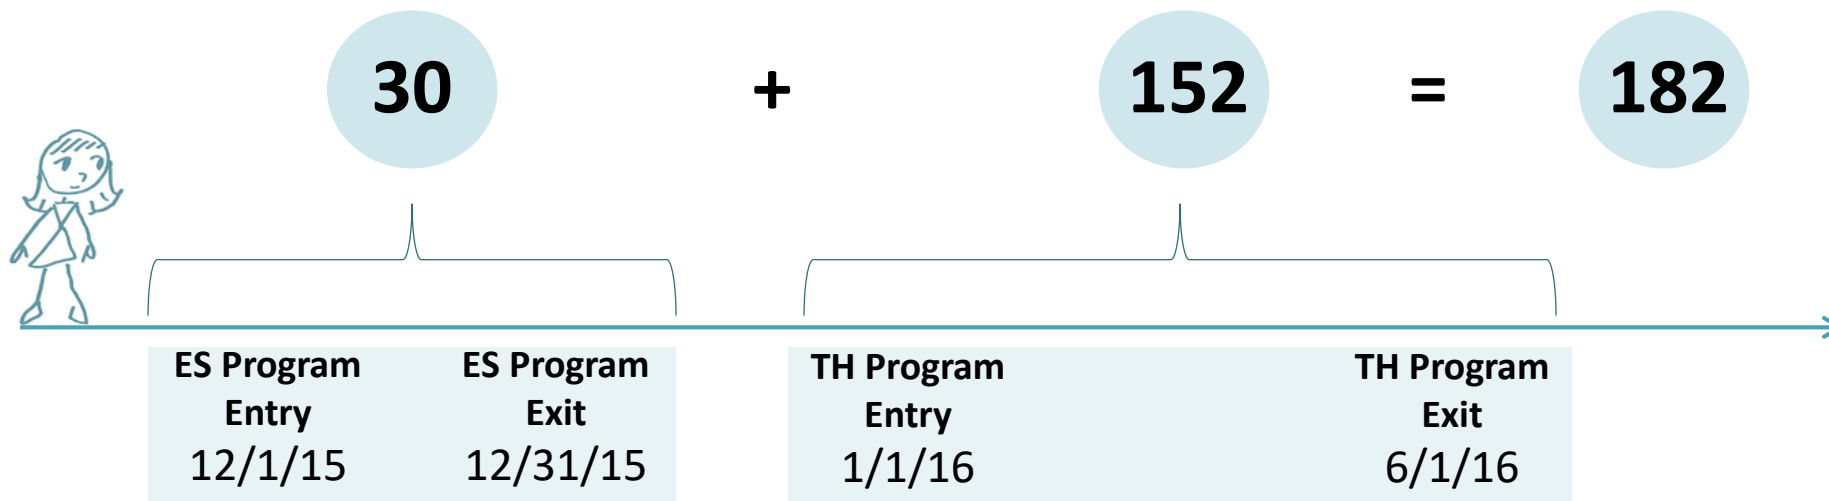 30 + 152 = 182
ES Program Entry
12/1/15
ES Program Exit
12/31/15
TH Program Entry
1/1/16
TH Program Exit
6/1/16